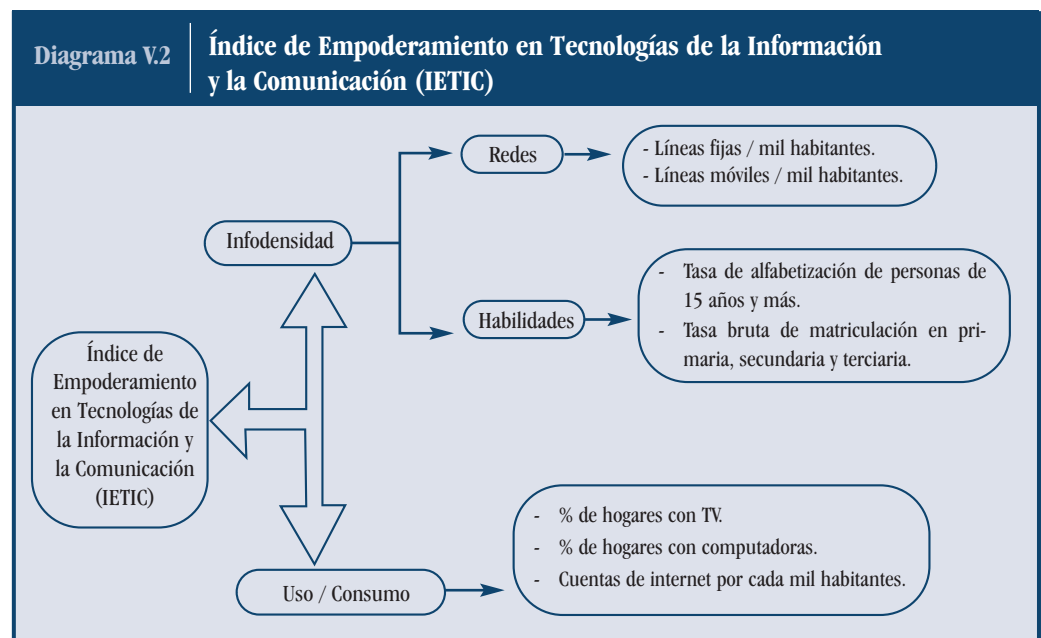 Diagrama V.2
Índice de Empoderamiento en Tecnologías de la Información
y la Comunicación (IETIC)
Redes
- Líneas fijas / mil habitantes.
- Líneas móviles / mil habitantes.
Infodensidad
Habilidades
- Tasa de alfabetización de personas de
15 años y más.
- Tasa bruta de matriculación en pri-
maria, secundaria y terciaria.
Índice de
Empoderamiento
en Tecnologías de
la Información y
la Comunicación
(IETIC)
Uso / Consumo
- % de hogares con TV.
- % de hogares con computadoras.
- Cuentas de internet por cada mil habitantes.